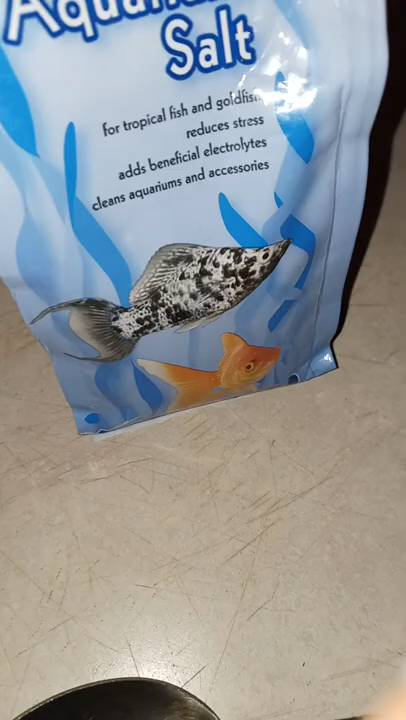 Salt
for tropical fish and goldfish
reduces stress
adds beneficial electrolytes
cleans aquariums and accessories